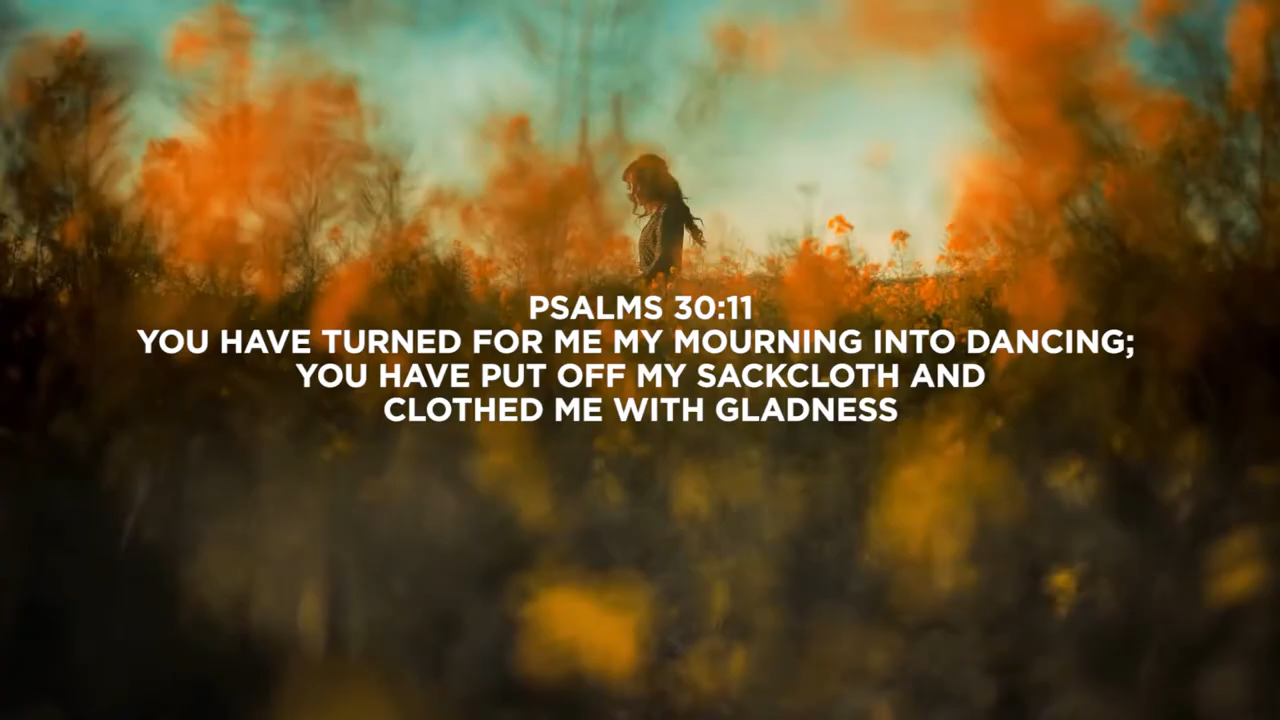 PSALMS 30:11
YOU HAVE TURNED FOR ME MY MOURNING INTO DANCING;
YOU HAVE PUT OFF MY SACKCLOTH AND
CLOTHED ME WITH GLADNESS